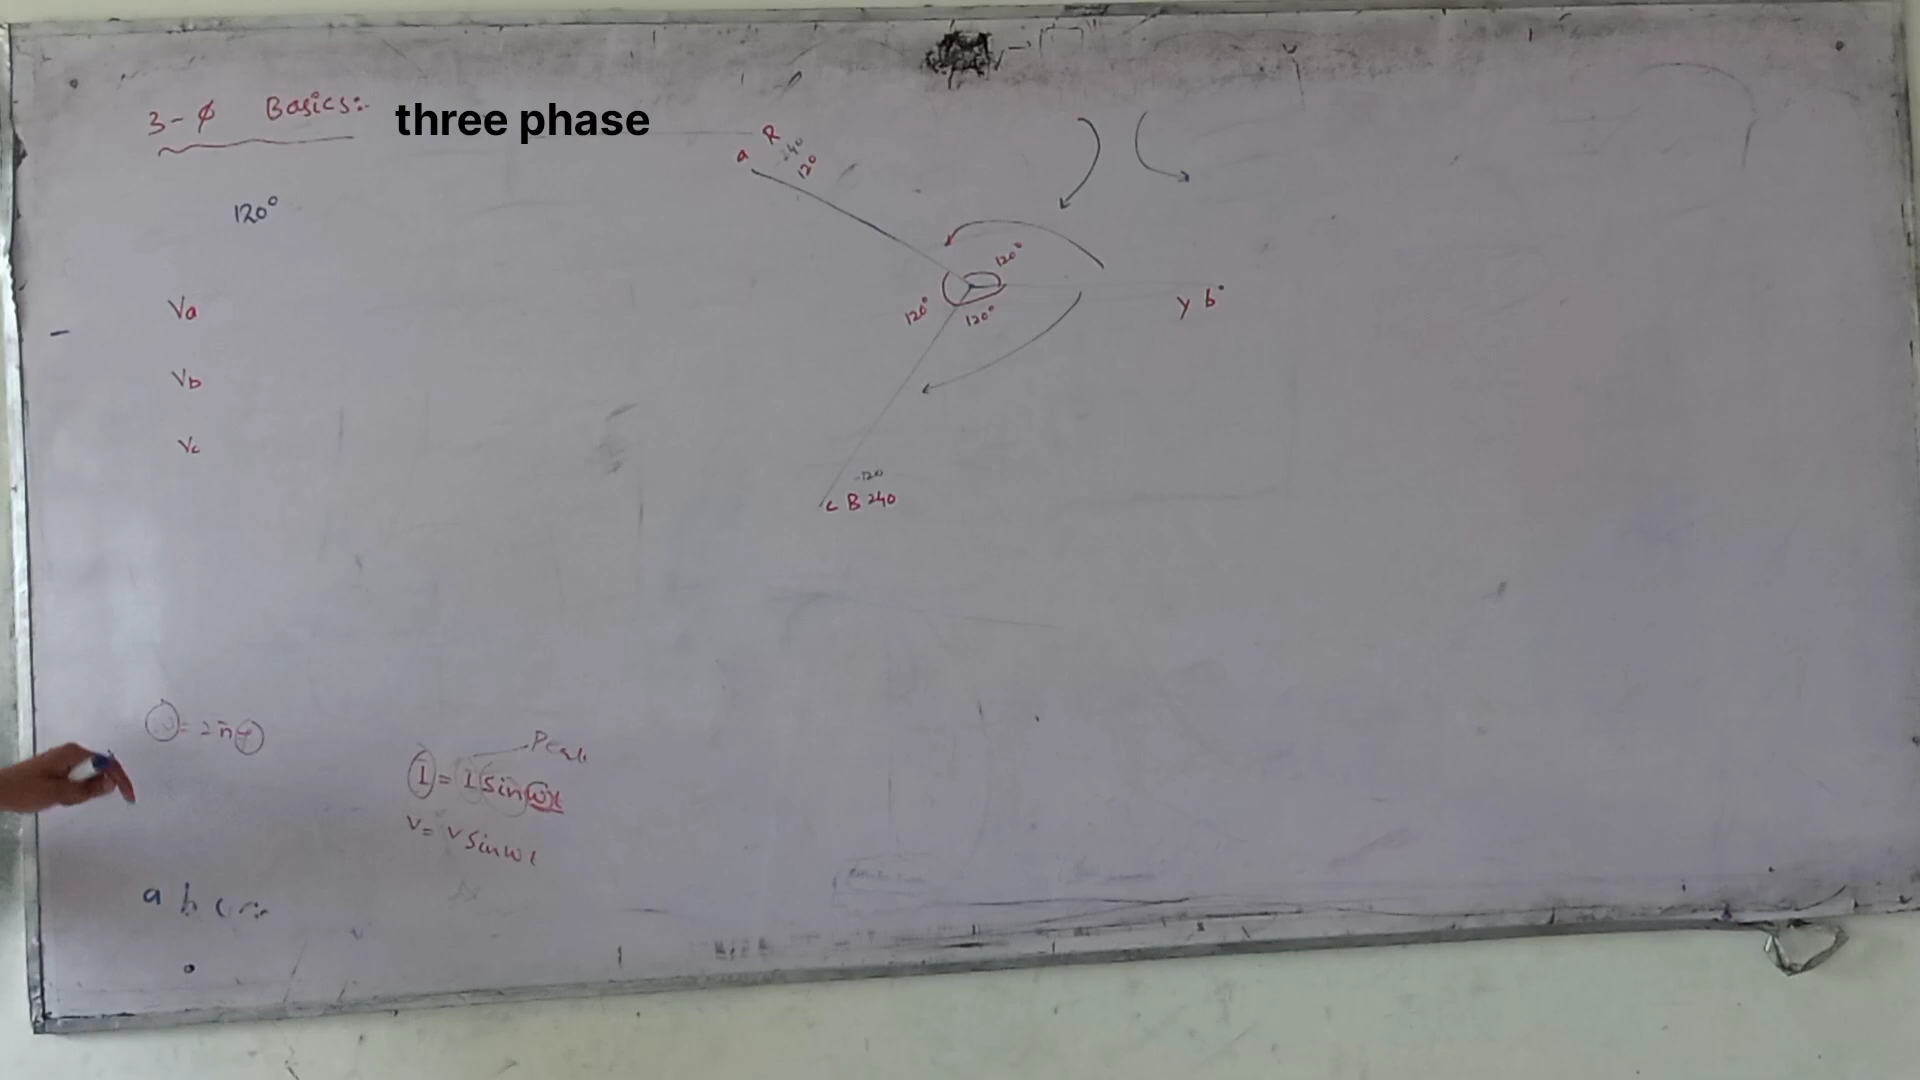 3-φ Basics:- three phase
120°
Va
Vb
Vc
a R
-240
120
120°
120°
120°
Y b
-120
C B 240
ω = 2πf
Peak
I = I sin ωt
V = V sin ωt
a b c